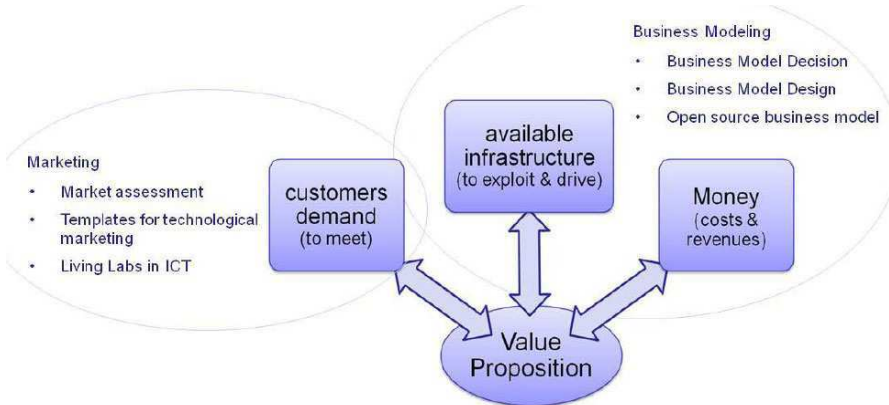 Business Modeling
• Business Model Decision
• Business Model Design
• Open source business model
available
infrastructure
(to exploit & drive)
Marketing
• Market assessment
• Templates for technological
marketing
• Living Labs in ICT
customers
demand
(to meet)
Money
(costs &
revenues)
Value
Proposition